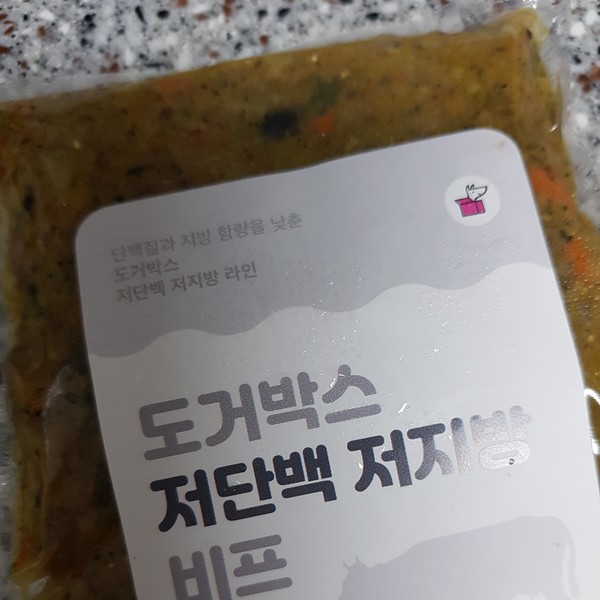 단백질과 지방 함량을 낮춘
도거박스
저단백 저지방 라인
도거박스
저단백 저지방
비프